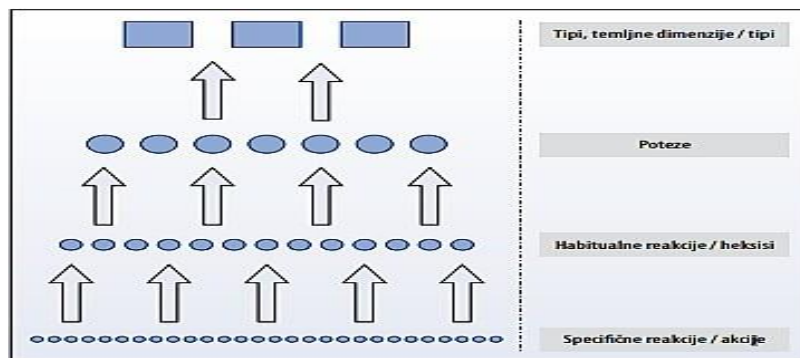 Tipi, temljne dimenzije / tipi
Poteze
Habitualne reakcije / heksisi
Specifične reakcije / akcije